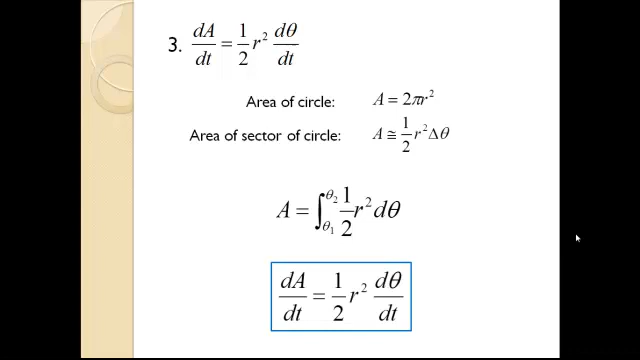 3. dA/dt = 1/2 r² dθ/dt
Area of circle: A = 2πr²
Area of sector of circle: A ≅ 1/2 r²Δθ
A = ∫_θ₁^θ₂ 1/2 r² dθ
dA/dt = 1/2 r² dθ/dt